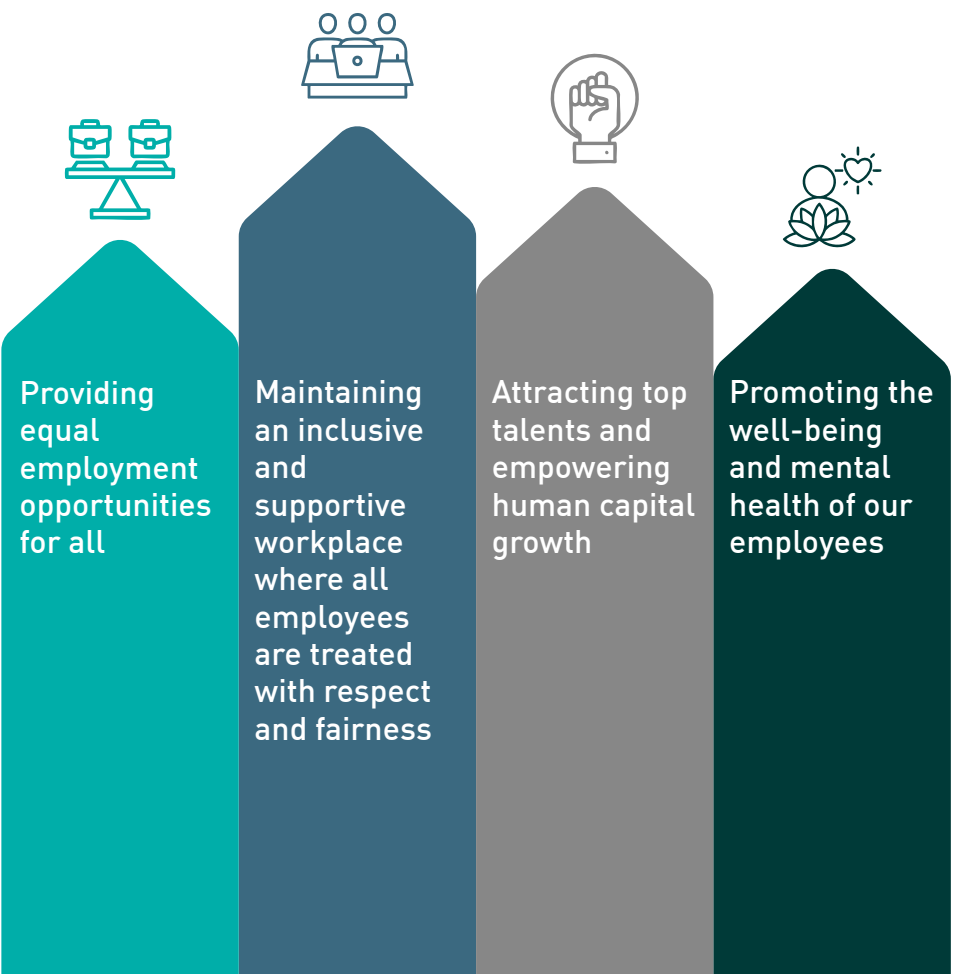 Providing
equal
employment
opportunities
for all
Maintaining
an inclusive
and
supportive
workplace
where all
employees
are treated
with respect
and fairness
Attracting top
talents and
empowering
human capital
growth
Promoting the
well-being
and mental
health of our
employees